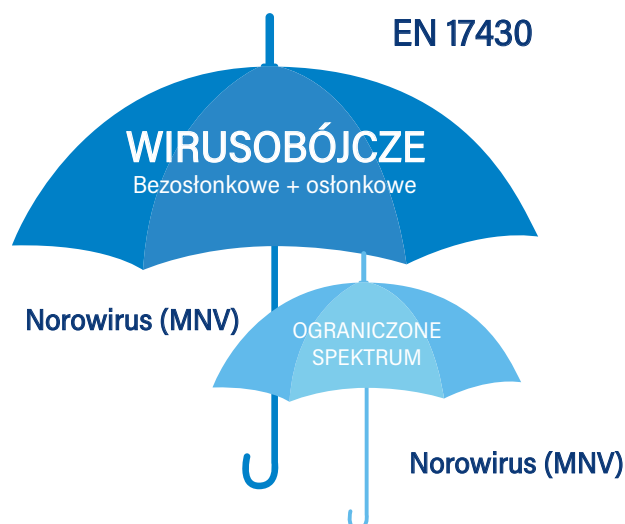 EN 17430
WIRUSOBÓJCZE
Bezosłonkowe + osłonkowe
Norowirus (MNV)
OGRANICZONE
SPEKTRUM
Norowirus (MNV)